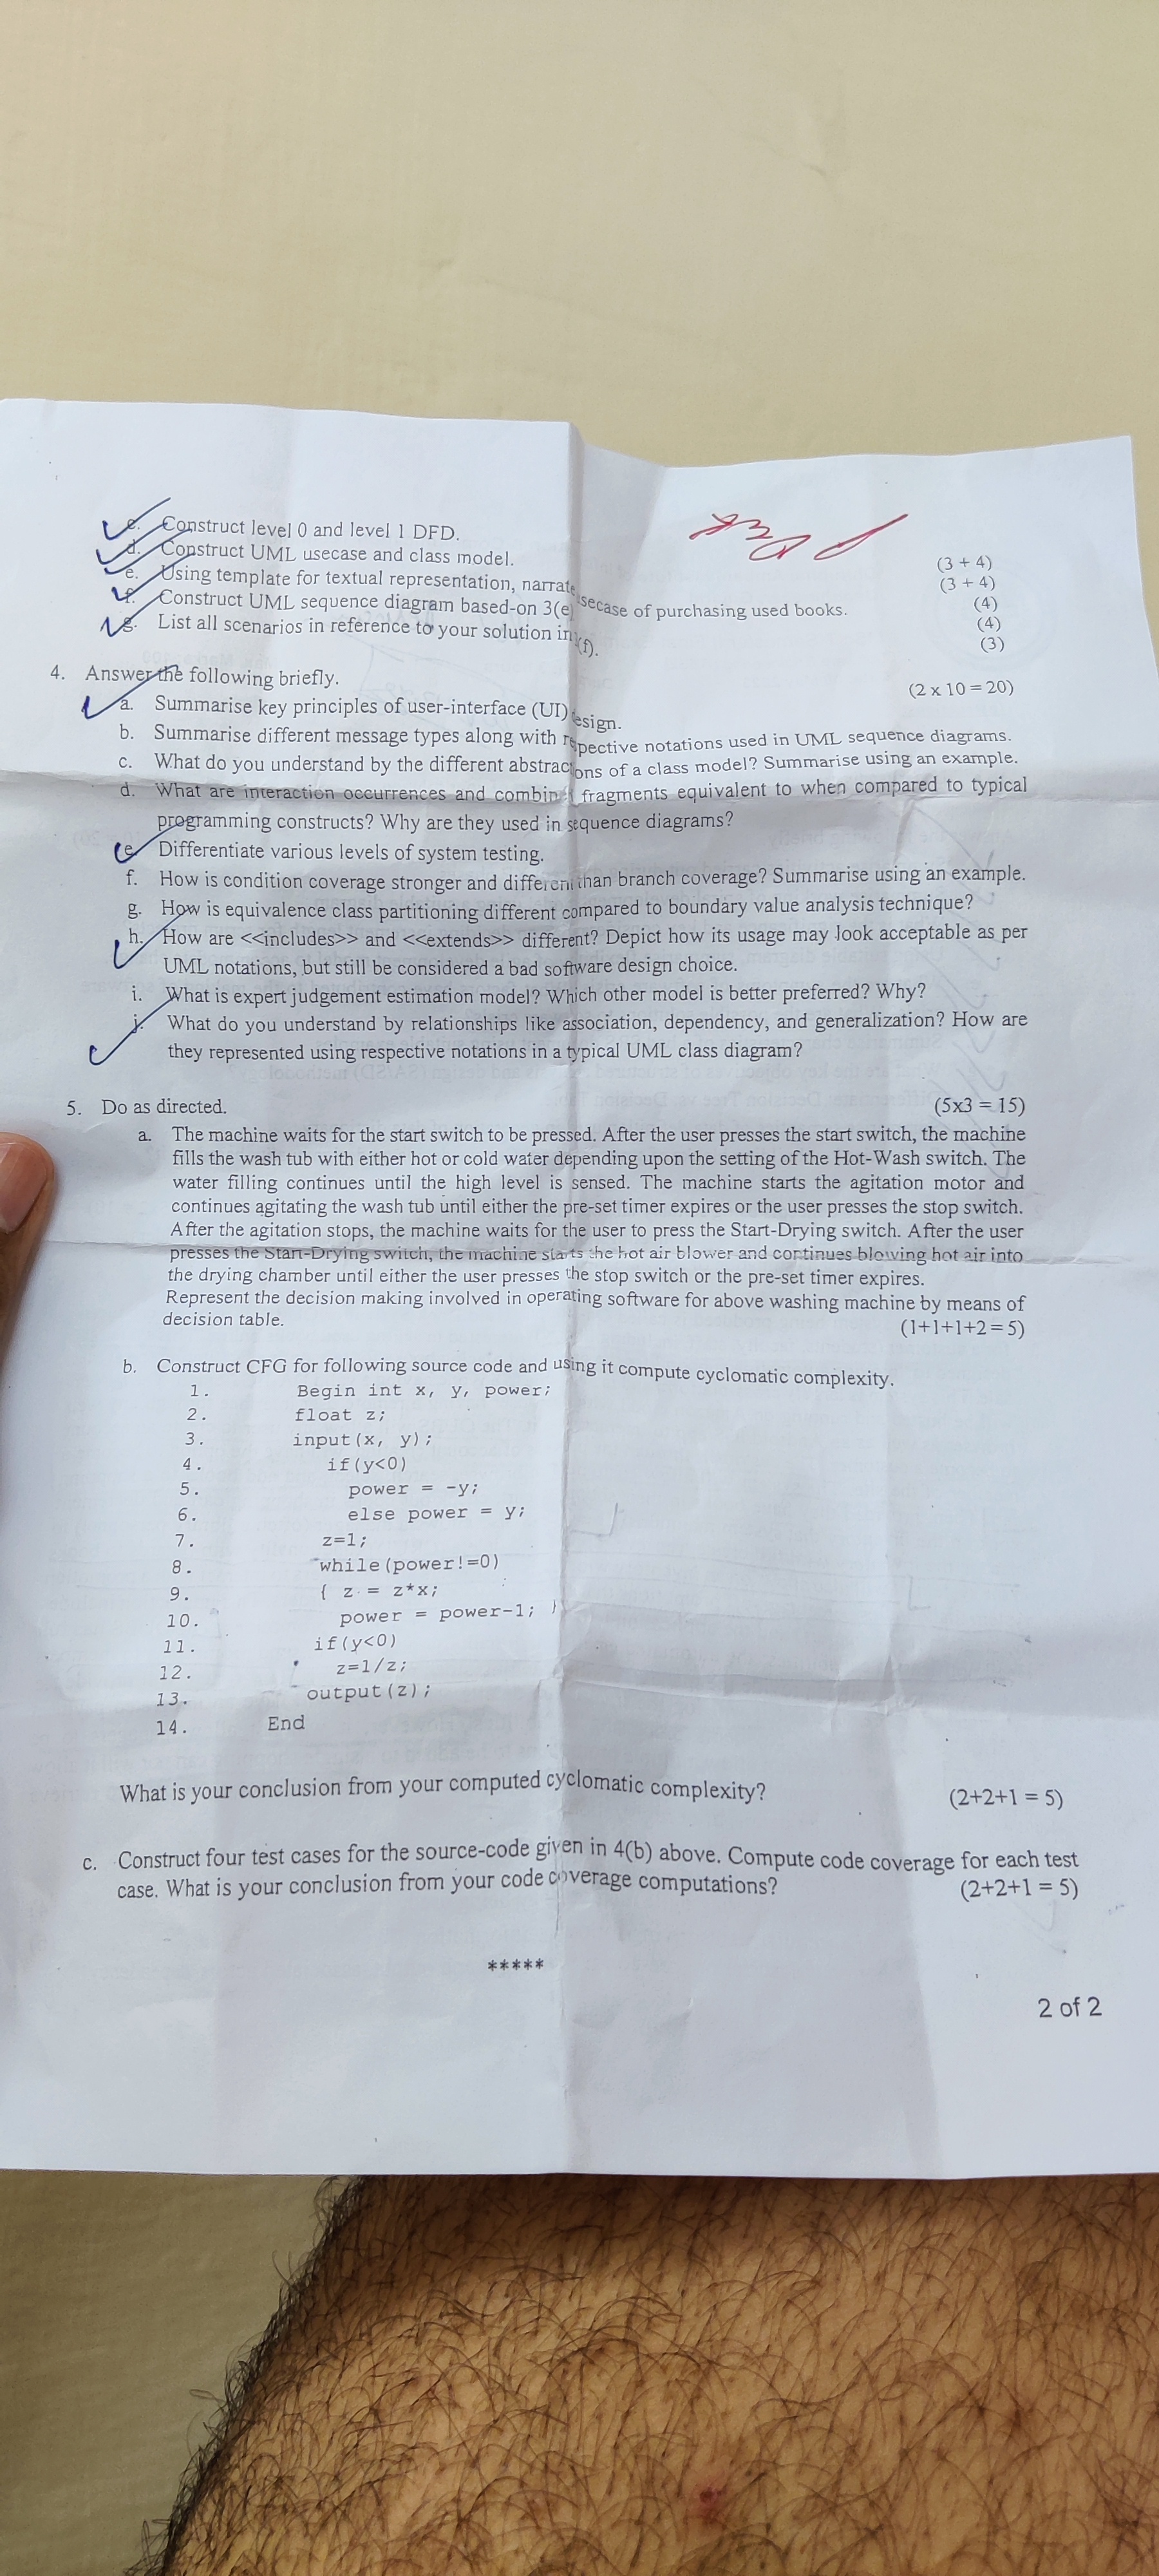 c. Construct level 0 and level 1 DFD. (3 + 4)
d. Construct UML usecase and class model. (3 + 4)
e. Using template for textual representation, narrate usecase of purchasing used books. (4)
f. Construct UML sequence diagram based-on 3(e) (4)
g. List all scenarios in reference to your solution in (f). (3)
4. Answer the following briefly. (2 x 10 = 20)
a. Summarise key principles of user-interface (UI) design.
b. Summarise different message types along with respective notations used in UML sequence diagrams.
c. What do you understand by the different abstractions of a class model? Summarise using an example.
d. What are interaction occurrences and combined fragments equivalent to when compared to typical
programming constructs? Why are they used in sequence diagrams?
e. Differentiate various levels of system testing.
f. How is condition coverage stronger and different than branch coverage? Summarise using an example.
g. How is equivalence class partitioning different compared to boundary value analysis technique?
h. How are <<includes>> and <<extends>> different? Depict how its usage may look acceptable as per
UML notations, but still be considered a bad software design choice.
i. What is expert judgement estimation model? Which other model is better preferred? Why?
j. What do you understand by relationships like association, dependency, and generalization? How are
they represented using respective notations in a typical UML class diagram?
5. Do as directed. (5x3 = 15)
a. The machine waits for the start switch to be pressed. After the user presses the start switch, the machine
fills the wash tub with either hot or cold water depending upon the setting of the Hot-Wash switch. The
water filling continues until the high level is sensed. The machine starts the agitation motor and
continues agitating the wash tub until either the pre-set timer expires or the user presses the stop switch.
After the agitation stops, the machine waits for the user to press the Start-Drying switch. After the user
presses the Start-Drying switch, the machine starts the hot air blower and continues blowing hot air into
the drying chamber until either the user presses the stop switch or the pre-set timer expires.
Represent the decision making involved in operating software for above washing machine by means of
decision table. (1+1+1+2 = 5)
b. Construct CFG for following source code and using it compute cyclomatic complexity.
1. Begin int x, y, power;
2. float z;
3. input(x, y);
4. if(y<0)
5. power = -y;
6. else power = y;
7. z=1;
8. while(power!=0)
9. { z = z*x;
10. power = power-1; }
11. if(y<0)
12. z=1/z;
13. output(z);
14. End
What is your conclusion from your computed cyclomatic complexity? (2+2+1 = 5)
c. Construct four test cases for the source-code given in 4(b) above. Compute code coverage for each test
case. What is your conclusion from your code coverage computations? (2+2+1 = 5)
*****
2 of 2